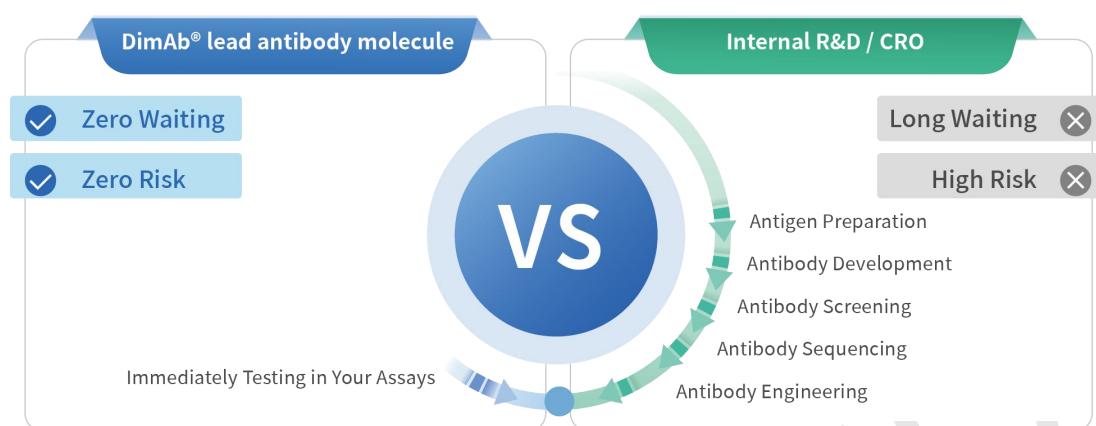 DimAb® lead antibody molecule
Zero Waiting
Zero Risk
Immediately Testing in Your Assays
VS
Internal R&D / CRO
Long Waiting
High Risk
Antigen Preparation
Antibody Development
Antibody Screening
Antibody Sequencing
Antibody Engineering